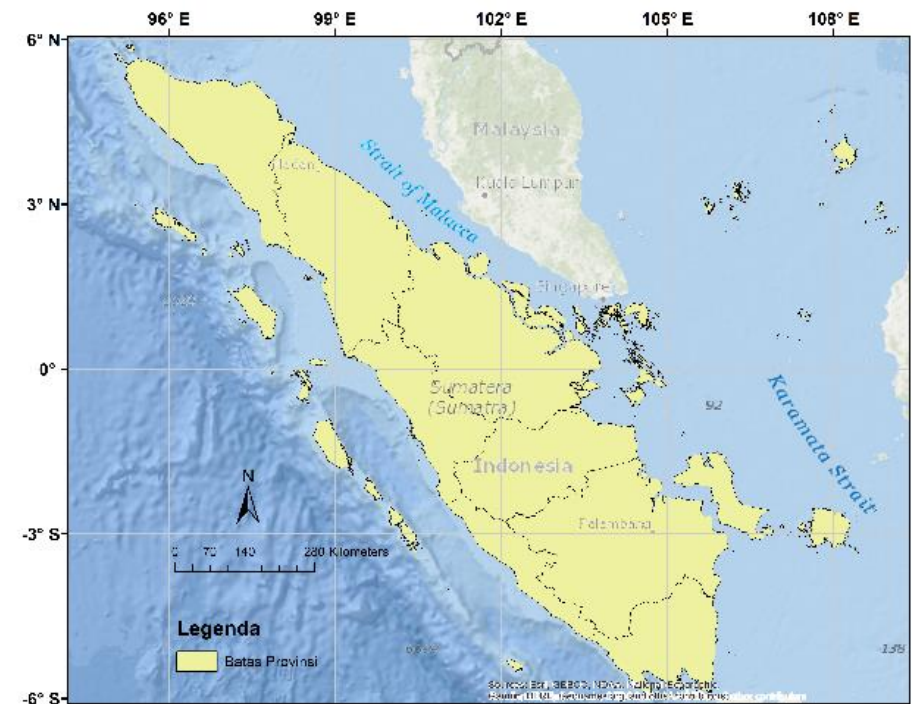 96° E 99° E 102° E 105° E 108° E
6° N
3° N
0°
-3° S
-6° S
Malaysia
Strait of Malacca
Kuala Lumpur
Singapore
Sumatera
(Sumatra)
92
Karamata Strait
Indonesia
Palembang
N
0 70 140 280 Kilometers
Legenda
Batas Provinsi
-138